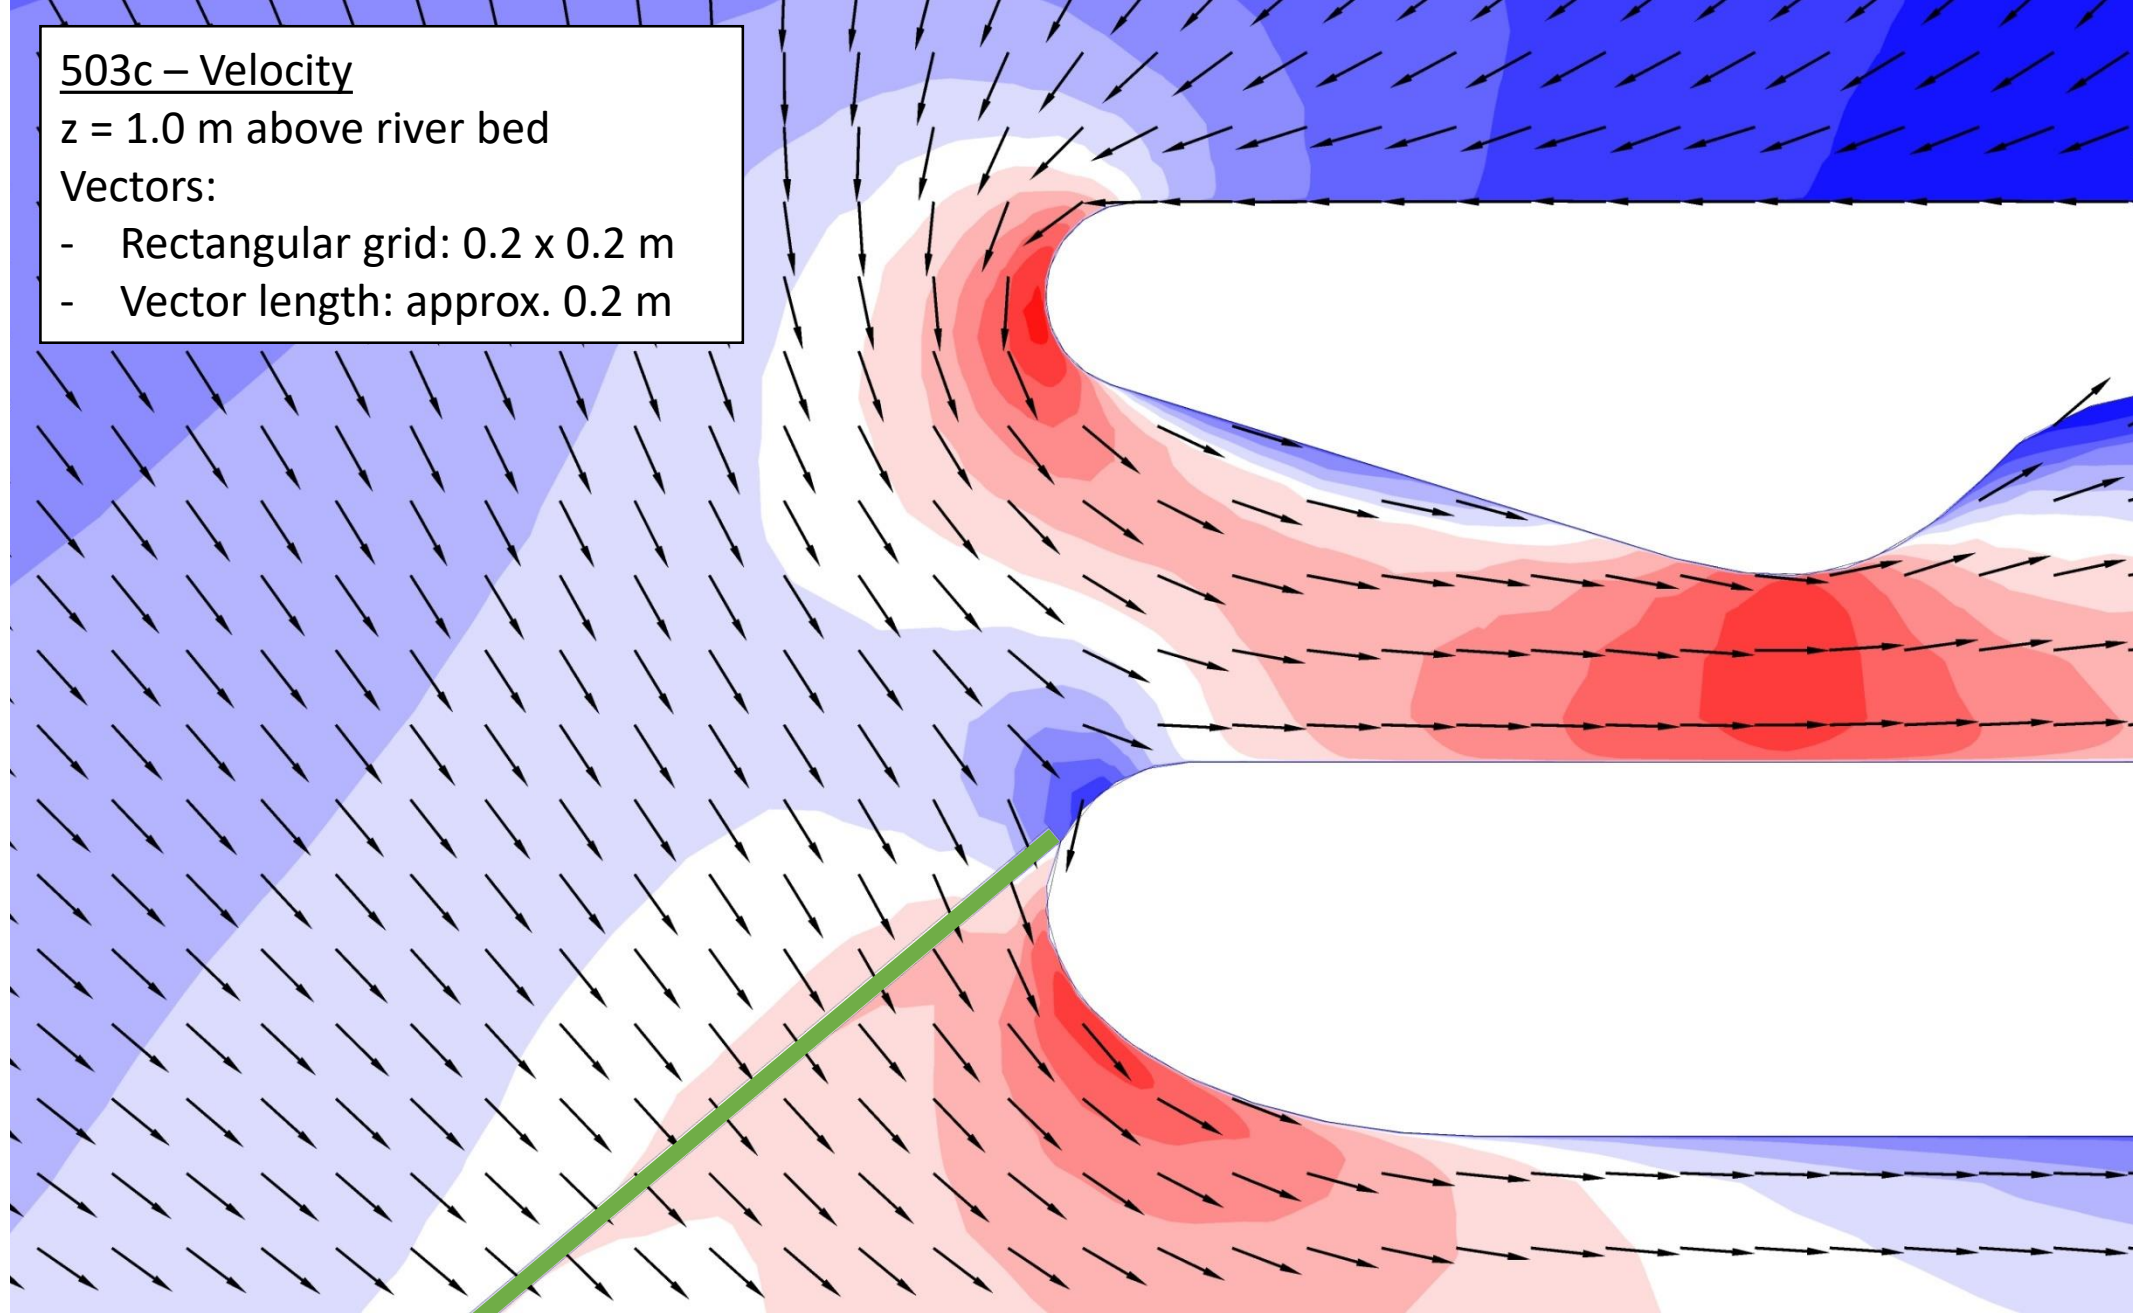 503c – Velocity
z = 1.0 m above river bed
Vectors:
- Rectangular grid: 0.2 x 0.2 m
- Vector length: approx. 0.2 m